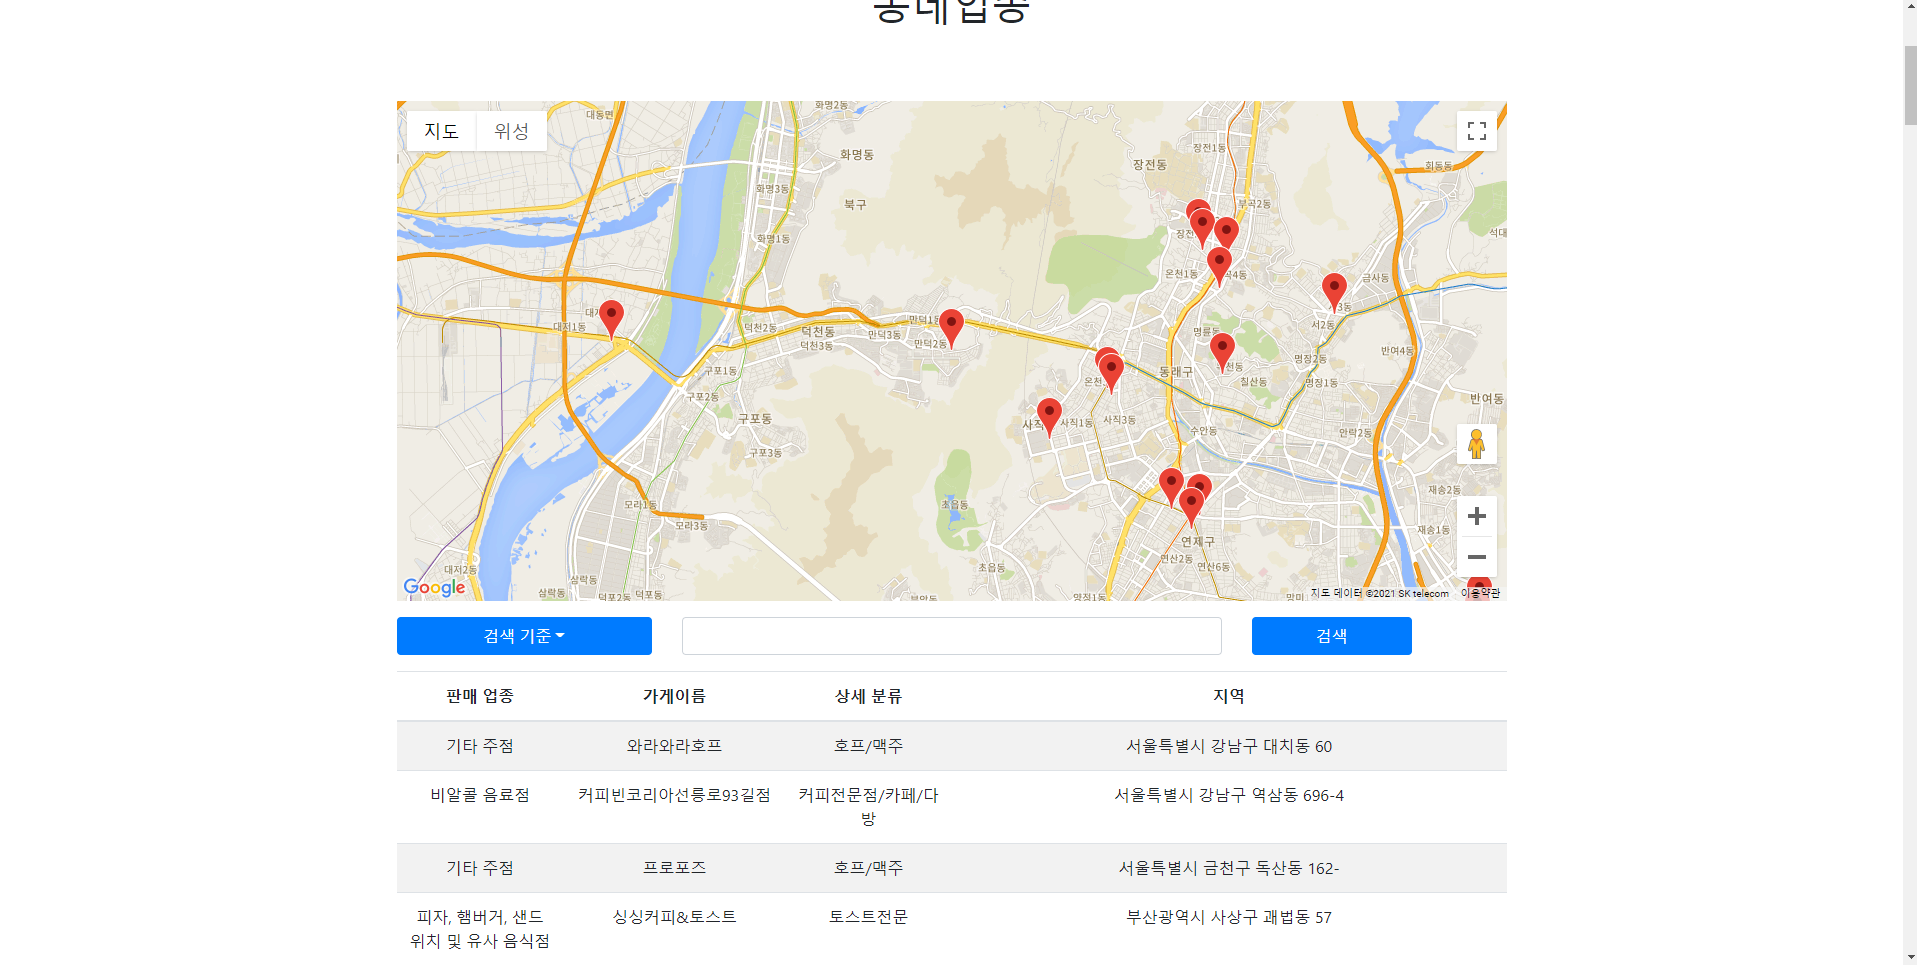 동네업종
지도 위성
대동면
화명2동
화명동
장전1동
장전동
회동동
화명3동
북구
부곡2동
화명1동
석대
온천1동
금사동
대저1동
덕천2동
덕천동
만덕3동
만덕2동
덕천3동
서2동
명륜동
반여4동
명장2동
동래구
구포1동
칠산동
명장1동
구포2동
반여동
구포동
사직1동
사직3동
수안동
안락2동
구포3동
재송2동
모라1동
초읍동
모라3동
재송1동
연제구
연산2동
연산6동
초읍동
대저2동
삼락동
삼락동
덕포2동
덕포동
양정1동
Google
지도 데이터 ©2021 SK telecom 이용약관
검색 기준
검색
판매 업종 가게이름 상세 분류 지역
기타 주점 와라와라호프 호프/맥주 서울특별시 강남구 대치동 60
비알콜 음료점 커피빈코리아선릉로93길점 커피전문점/카페/다
방 서울특별시 강남구 역삼동 696-4
기타 주점 프로포즈 호프/맥주 서울특별시 금천구 독산동 162-
피자, 햄버거, 샌드
위치 및 유사 음식점 싱싱커피&토스트 토스트전문 부산광역시 사상구 괘법동 57